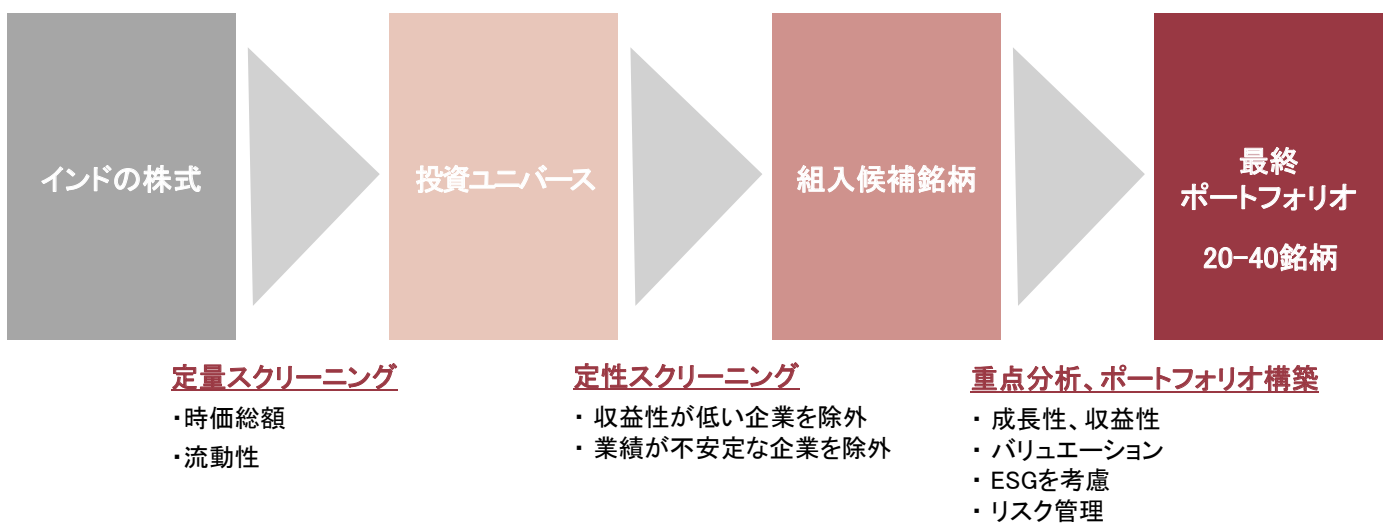 インドの株式
投資ユニバース
組入候補銘柄
最終
ポートフォリオ
20-40銘柄
定量スクリーニング
・時価総額
・流動性
定性スクリーニング
・ 収益性が低い企業を除外
・ 業績が不安定な企業を除外
重点分析、ポートフォリオ構築
・ 成長性、収益性
・ バリュエーション
・ ESGを考慮
・ リスク管理